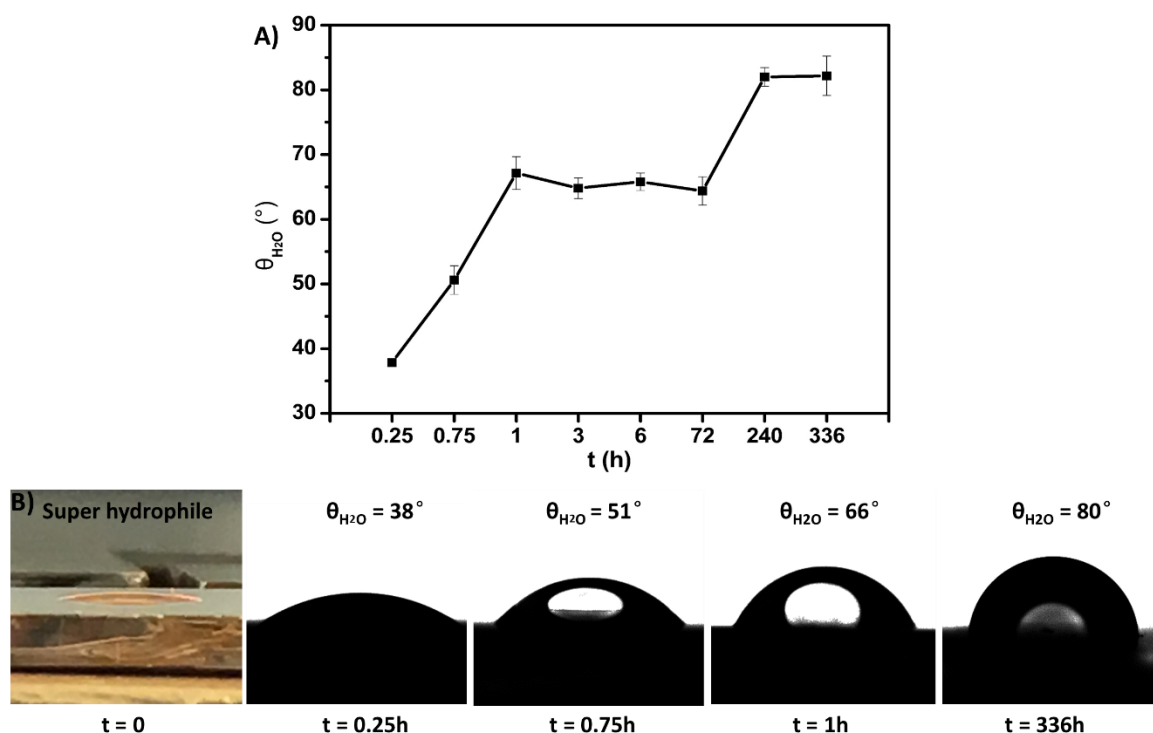 A)
90
80
70
60
50
40
30
θH2O (°)
0.25 0.75 1 3 6 72 240 336
t (h)
B) Super hydrophile
θH2O = 38°
θH2O = 51°
θH2O = 66°
θH2O = 80°
t = 0
t = 0.25h
t = 0.75h
t = 1h
t = 336h